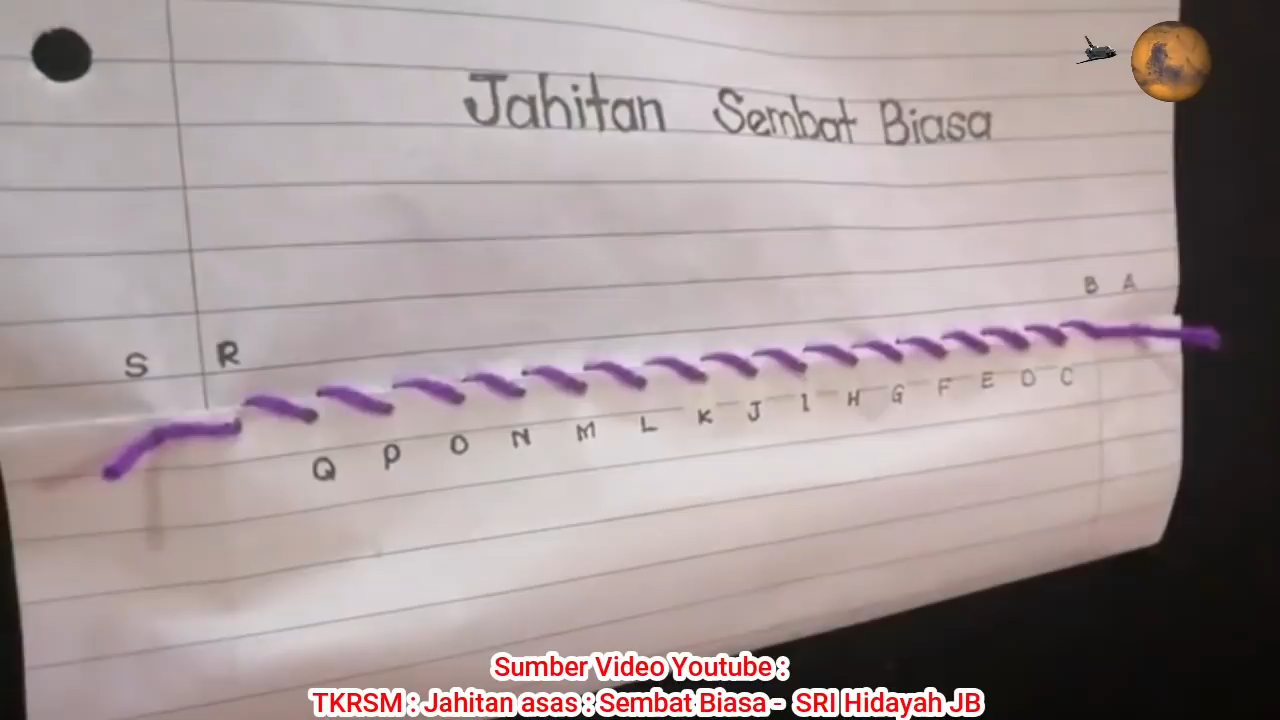 Jahitan Sembat Biasa
B A
S R
Q P O N M L K J I H G F E D C
Sumber Video Youtube :
TKRSM : Jahitan asas : Sembat Biasa - SRI Hidayah JB